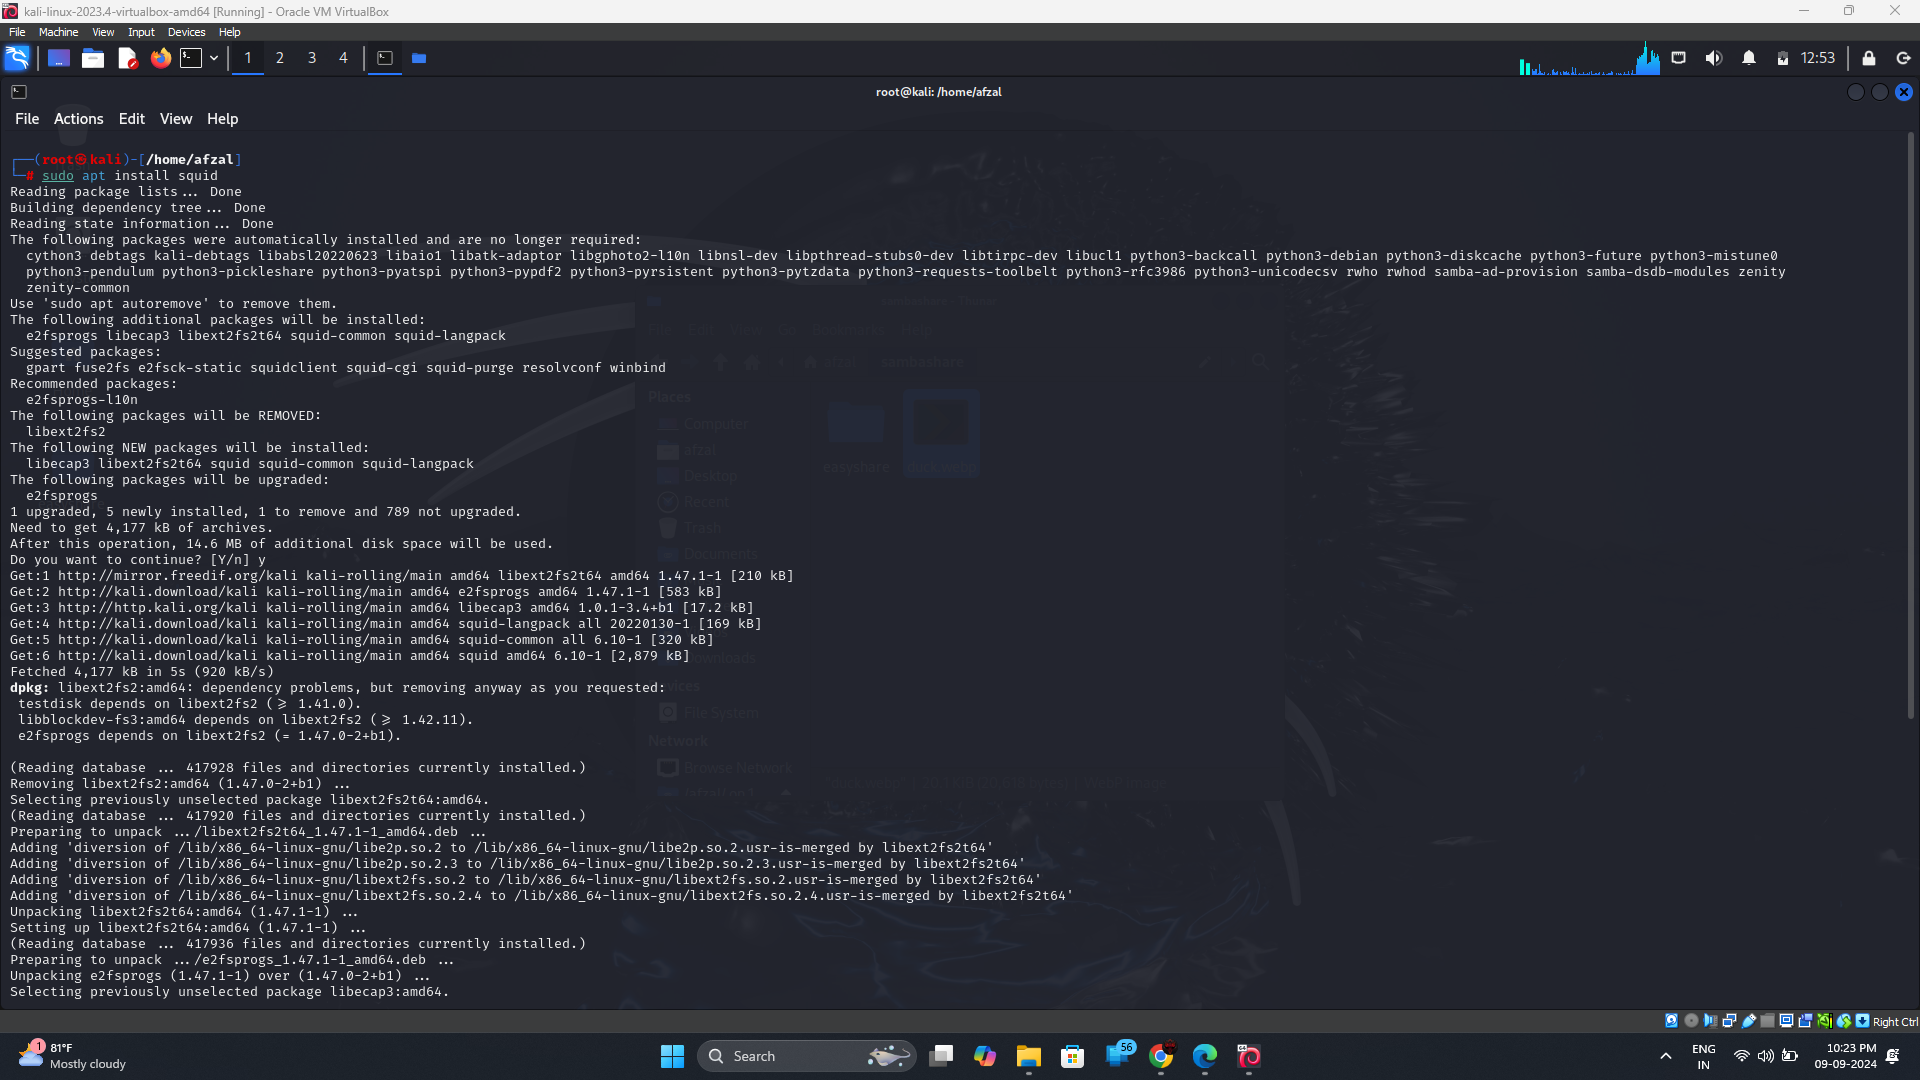 kali-linux-2023.4-virtualbox-amd64 [Running] - Oracle VM VirtualBox
File Machine View Input Devices Help
1 2 3 4
12:53
root@kali: /home/afzal
File Actions Edit View Help
┌──(root㉿kali)-[/home/afzal]
└─# sudo apt install squid
Reading package lists... Done
Building dependency tree... Done
Reading state information... Done
The following packages were automatically installed and are no longer required:
cython3 debtags kali-debtags libabsl20220623 libaio1 libatk-adaptor libgphoto2-l10n libnsl-dev libpthread-stubs0-dev libtirpc-dev libucl1 python3-backcall python3-debian python3-diskcache python3-future python3-mistune0
python3-pendulum python3-pickleshare python3-pyatspi python3-pypdf2 python3-pyrsistent python3-pytzdata python3-requests-toolbelt python3-rfc3986 python3-unicodecsv rwho rwhod samba-ad-provision samba-dsdb-modules zenity
zenity-common
Use 'sudo apt autoremove' to remove them.
The following additional packages will be installed:
e2fsprogs libecap3 libext2fs2t64 squid-common squid-langpack
Suggested packages:
gpart fuse2fs e2fsck-static squidclient squid-cgi squid-purge resolvconf winbind
Recommended packages:
e2fsprogs-l10n
The following packages will be REMOVED:
libext2fs2
The following NEW packages will be installed:
libecap3 libext2fs2t64 squid squid-common squid-langpack
The following packages will be upgraded:
e2fsprogs
1 upgraded, 5 newly installed, 1 to remove and 789 not upgraded.
Need to get 4,177 kB of archives.
After this operation, 14.6 MB of additional disk space will be used.
Do you want to continue? [Y/n] y
Get:1 http://mirror.freedif.org/kali kali-rolling/main amd64 libext2fs2t64 amd64 1.47.1-1 [210 kB]
Get:2 http://kali.download/kali kali-rolling/main amd64 e2fsprogs amd64 1.47.1-1 [583 kB]
Get:3 http://http.kali.org/kali kali-rolling/main amd64 libecap3 amd64 1.0.1-3.4+b1 [17.2 kB]
Get:4 http://kali.download/kali kali-rolling/main amd64 squid-langpack all 20220130-1 [169 kB]
Get:5 http://kali.download/kali kali-rolling/main amd64 squid-common all 6.10-1 [320 kB]
Get:6 http://kali.download/kali kali-rolling/main amd64 squid amd64 6.10-1 [2,879 kB]
Fetched 4,177 kB in 5s (920 kB/s)
dpkg: libext2fs2:amd64: dependency problems, but removing anyway as you requested:
testdisk depends on libext2fs2 (>= 1.41.0).
libblockdev-fs3:amd64 depends on libext2fs2 (>= 1.42.11).
e2fsprogs depends on libext2fs2 (= 1.47.0-2+b1).
(Reading database ... 417928 files and directories currently installed.)
Removing libext2fs2:amd64 (1.47.0-2+b1) ...
Selecting previously unselected package libext2fs2t64:amd64.
(Reading database ... 417920 files and directories currently installed.)
Preparing to unpack .../libext2fs2t64_1.47.1-1_amd64.deb ...
Adding 'diversion of /lib/x86_64-linux-gnu/libe2p.so.2 to /lib/x86_64-linux-gnu/libe2p.so.2.usr-is-merged by libext2fs2t64'
Adding 'diversion of /lib/x86_64-linux-gnu/libe2p.so.2.3 to /lib/x86_64-linux-gnu/libe2p.so.2.3.usr-is-merged by libext2fs2t64'
Adding 'diversion of /lib/x86_64-linux-gnu/libext2fs.so.2 to /lib/x86_64-linux-gnu/libext2fs.so.2.usr-is-merged by libext2fs2t64'
Adding 'diversion of /lib/x86_64-linux-gnu/libext2fs.so.2.4 to /lib/x86_64-linux-gnu/libext2fs.so.2.4.usr-is-merged by libext2fs2t64'
Unpacking libext2fs2t64:amd64 (1.47.1-1) ...
Setting up libext2fs2t64:amd64 (1.47.1-1) ...
(Reading database ... 417936 files and directories currently installed.)
Preparing to unpack .../e2fsprogs_1.47.1-1_amd64.deb ...
Unpacking e2fsprogs (1.47.1-1) over (1.47.0-2+b1) ...
Selecting previously unselected package libecap3:amd64.
Right Ctrl
1
81°F
Mostly cloudy
Search
56
ENG
IN
10:23 PM
09-09-2024